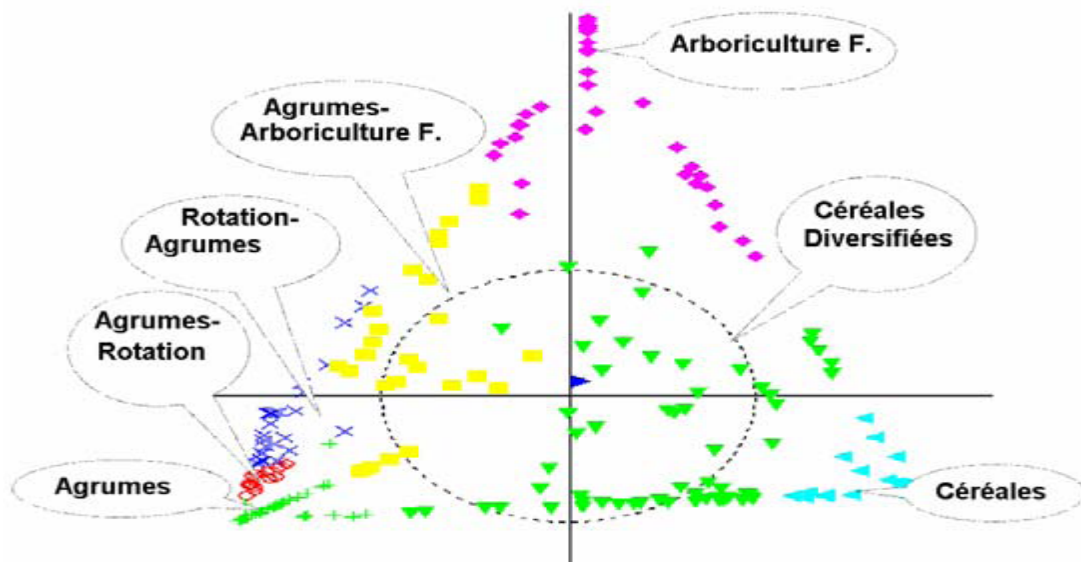 Arboriculture F.
Agrumes-
Arboriculture F.
Rotation-
Agrumes
Céréales
Diversifiées
Agrumes-
Rotation
Agrumes
Céréales